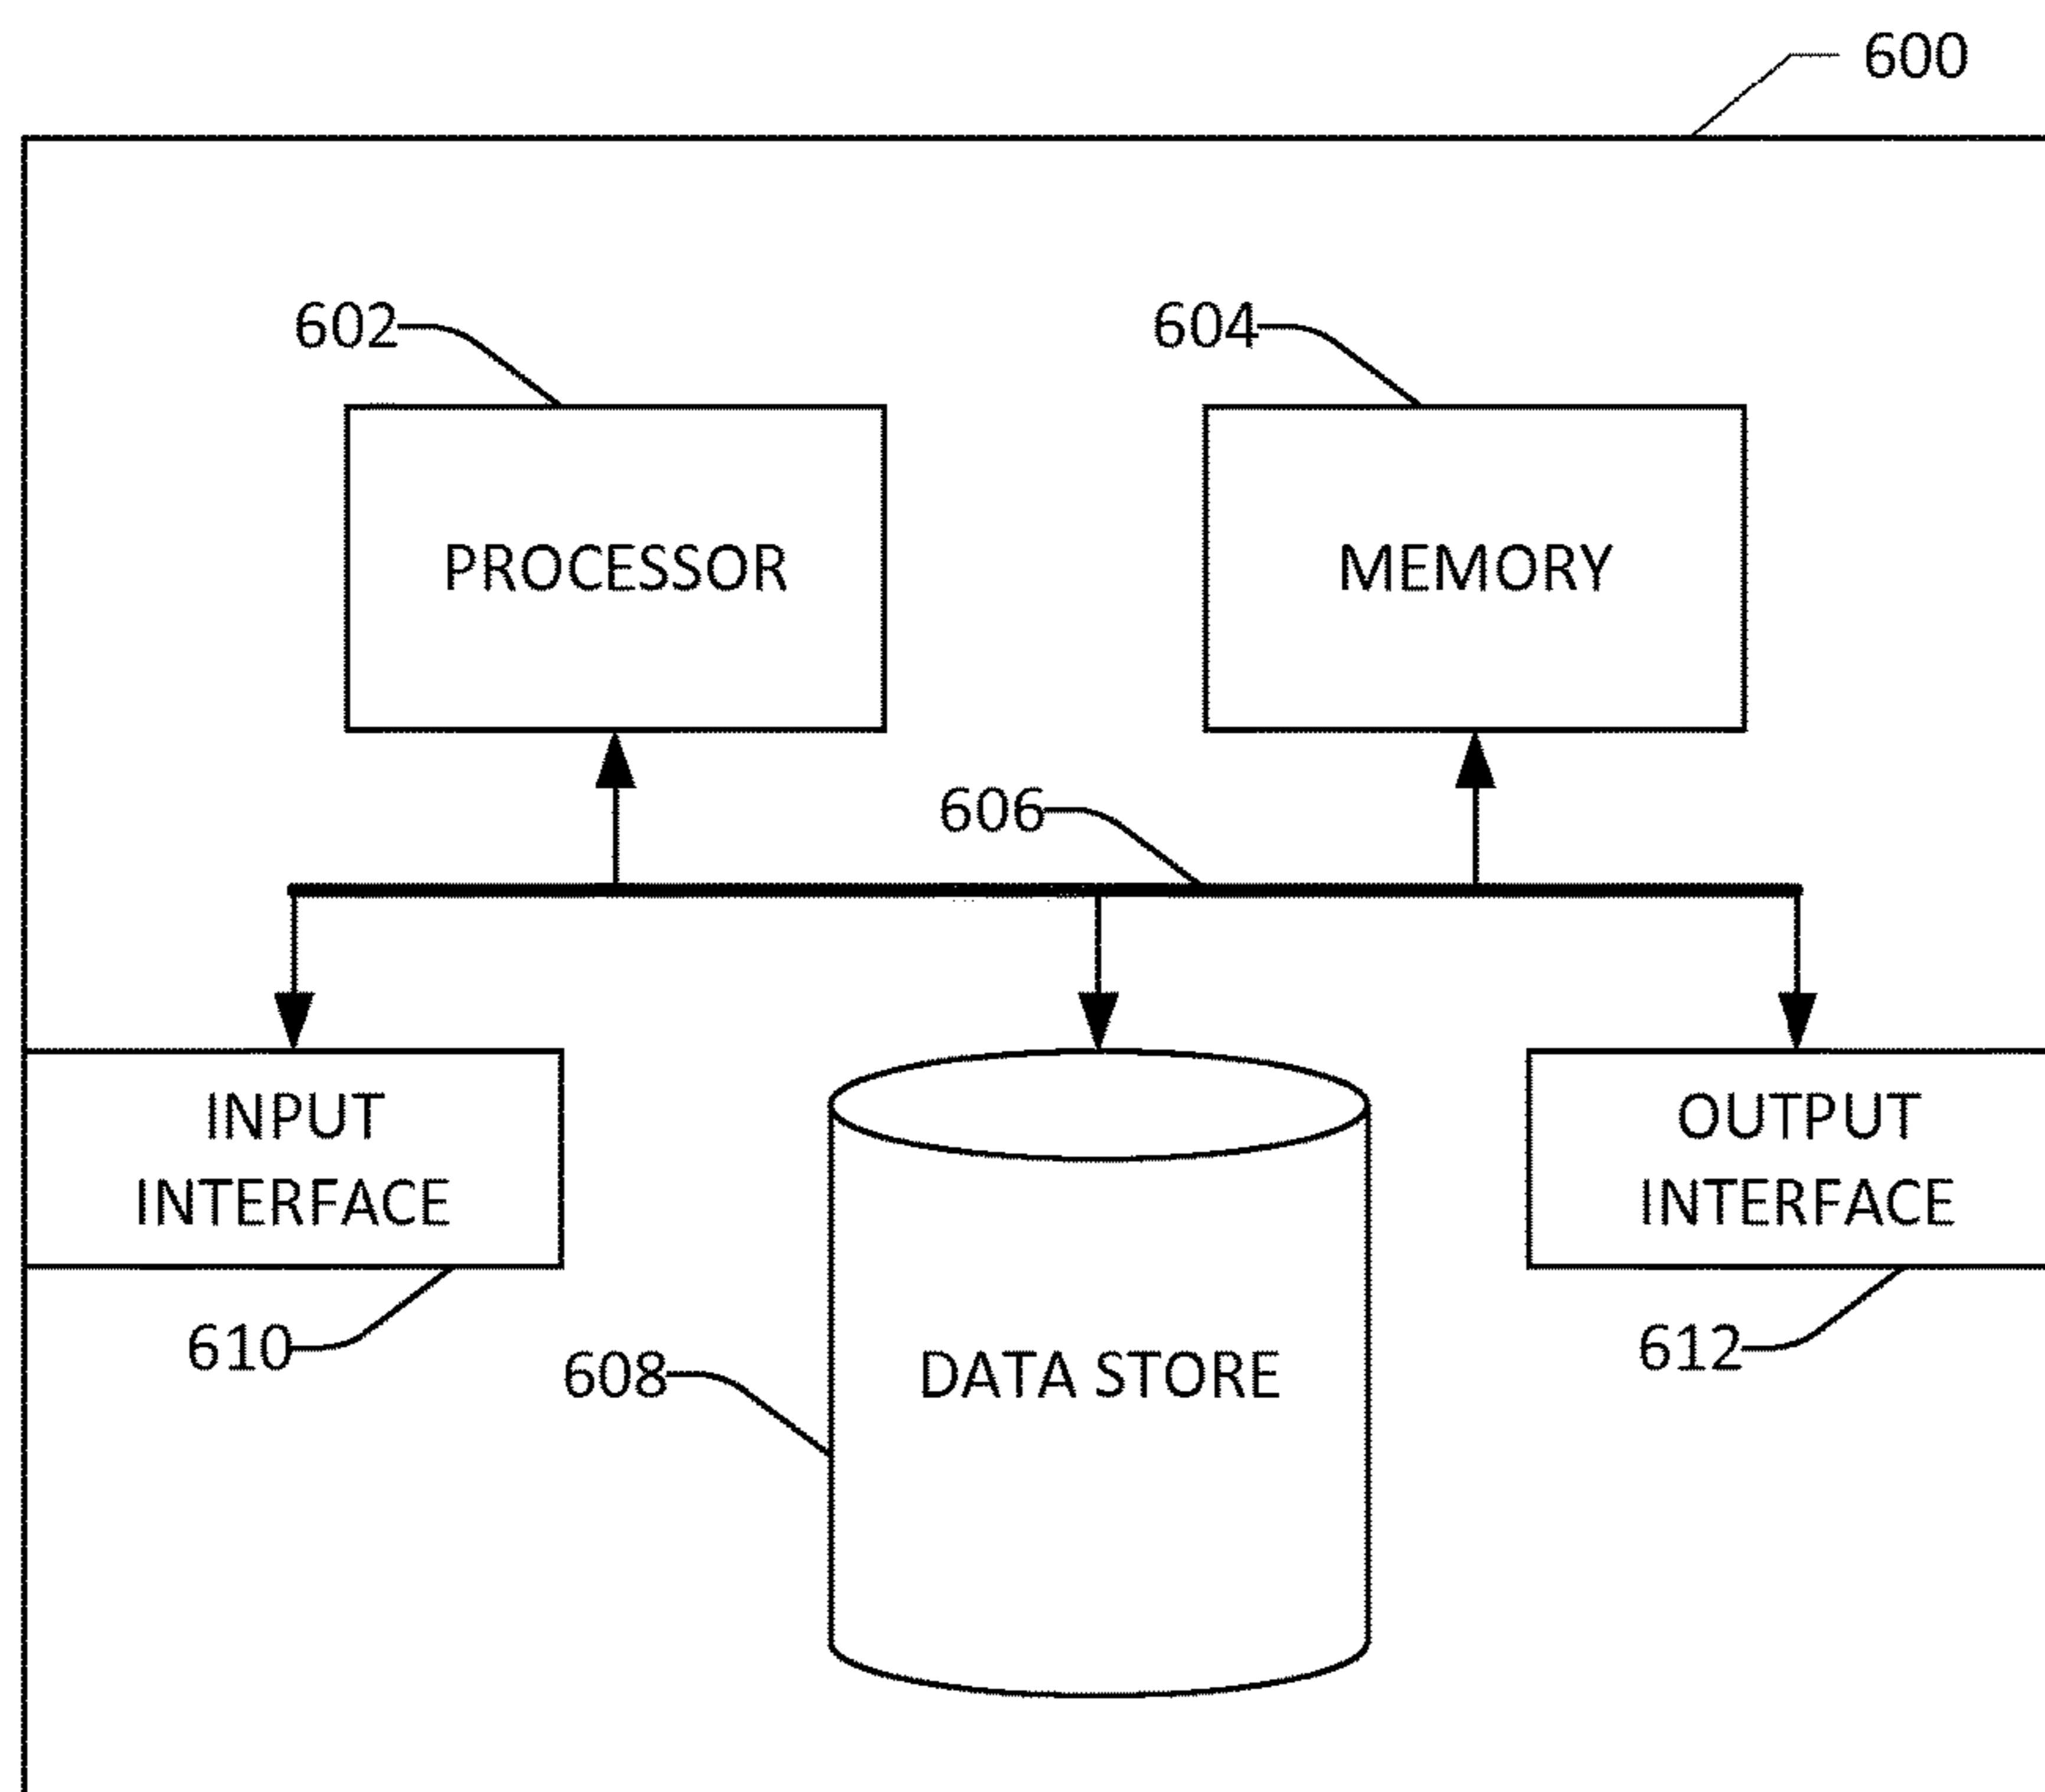 600
602
604
PROCESSOR
MEMORY
606
INPUT
INTERFACE
OUTPUT
INTERFACE
610
608
DATA STORE
612